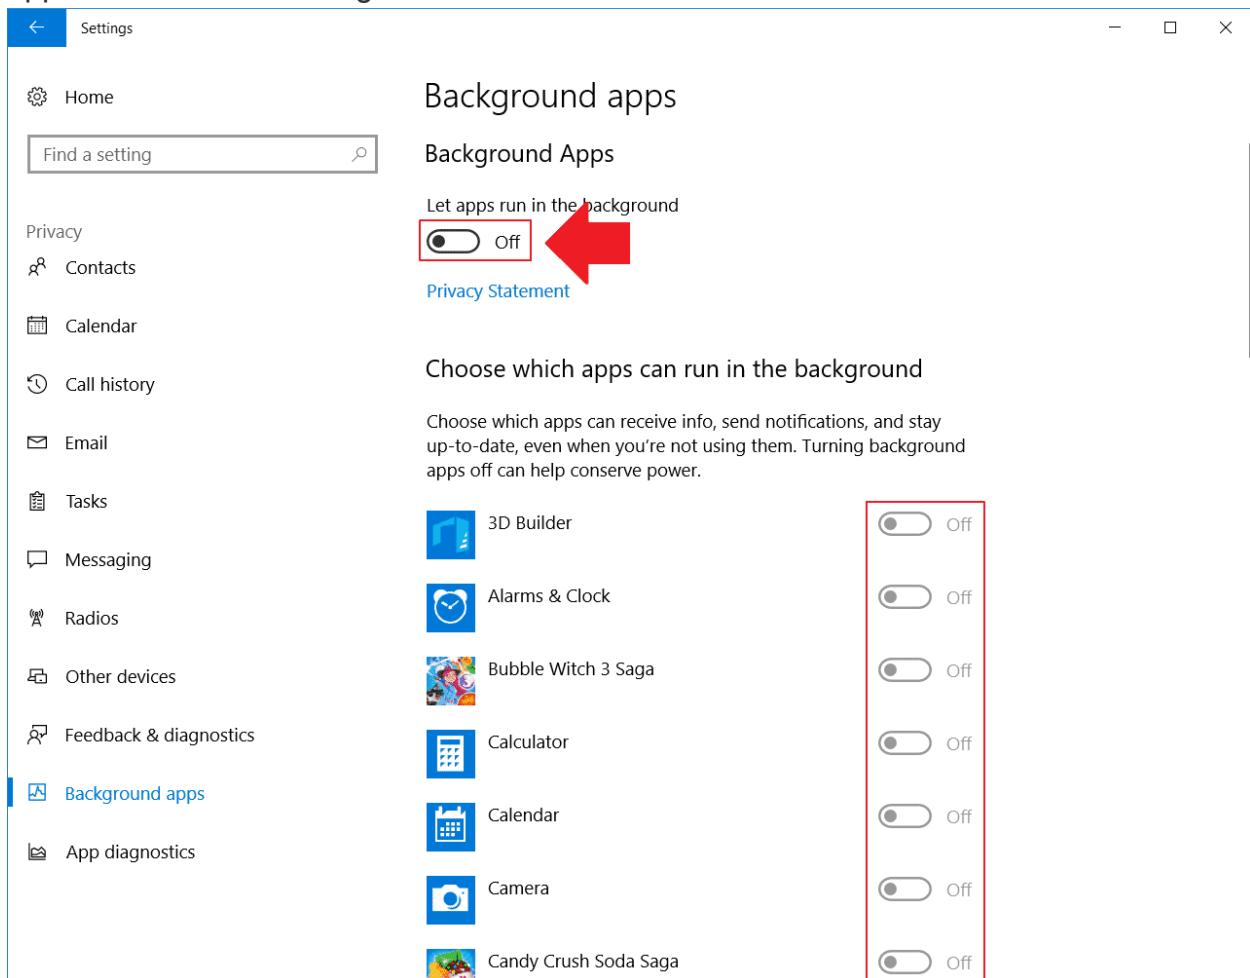 Settings
Home
Find a setting
Privacy
Contacts
Calendar
Call history
Email
Tasks
Messaging
Radios
Other devices
Feedback & diagnostics
Background apps
App diagnostics
Background apps
Background Apps
Let apps run in the background
Off
Privacy Statement
Choose which apps can run in the background
Choose which apps can receive info, send notifications, and stay
up-to-date, even when you're not using them. Turning background
apps off can help conserve power.
3D Builder Off
Alarms & Clock Off
Bubble Witch 3 Saga Off
Calculator Off
Calendar Off
Camera Off
Candy Crush Soda Saga Off